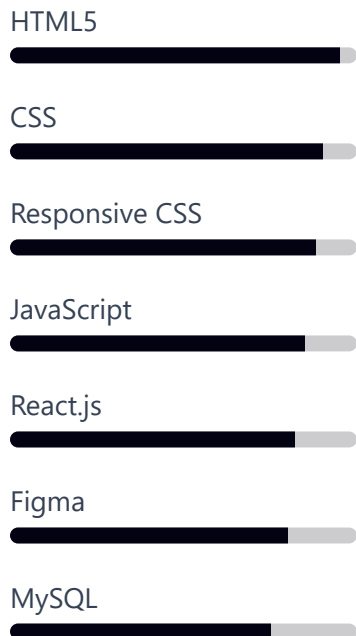 HTML5
CSS
Responsive CSS
JavaScript
React.js
Figma
MySQL